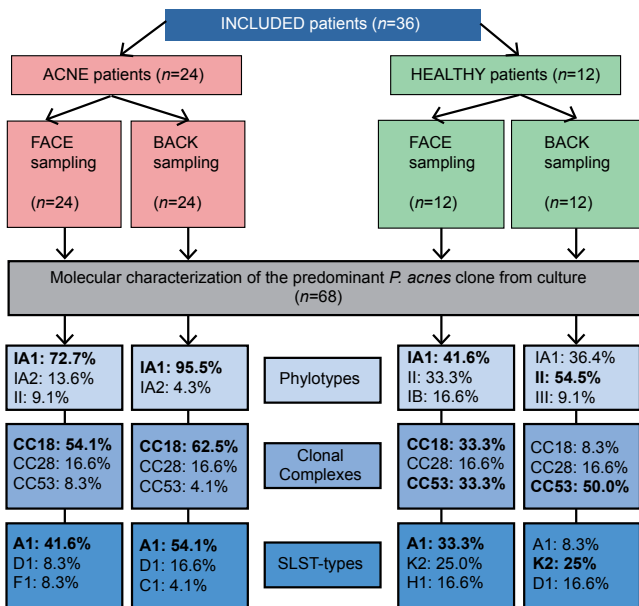 INCLUDED patients (n=36)
ACNE patients (n=24)
HEALTHY patients (n=12)
FACE
sampling
(n=24)
BACK
sampling
(n=24)
FACE
sampling
(n=12)
BACK
sampling
(n=12)
Molecular characterization of the predominant P. acnes clone from culture
(n=68)
IA1: 72.7%
IA2: 13.6%
II: 9.1%
IA1: 95.5%
IA2: 4.3%
Phylotypes
IA1: 41.6%
II: 33.3%
IB: 16.6%
IA1: 36.4%
II: 54.5%
III: 9.1%
CC18: 54.1%
CC28: 16.6%
CC53: 8.3%
CC18: 62.5%
CC28: 16.6%
CC53: 4.1%
Clonal
Complexes
CC18: 33.3%
CC28: 16.6%
CC53: 33.3%
CC18: 8.3%
CC28: 16.6%
CC53: 50.0%
A1: 41.6%
D1: 8.3%
F1: 8.3%
A1: 54.1%
D1: 16.6%
C1: 4.1%
SLST-types
A1: 33.3%
K2: 25.0%
H1: 16.6%
A1: 8.3%
K2: 25%
D1: 16.6%